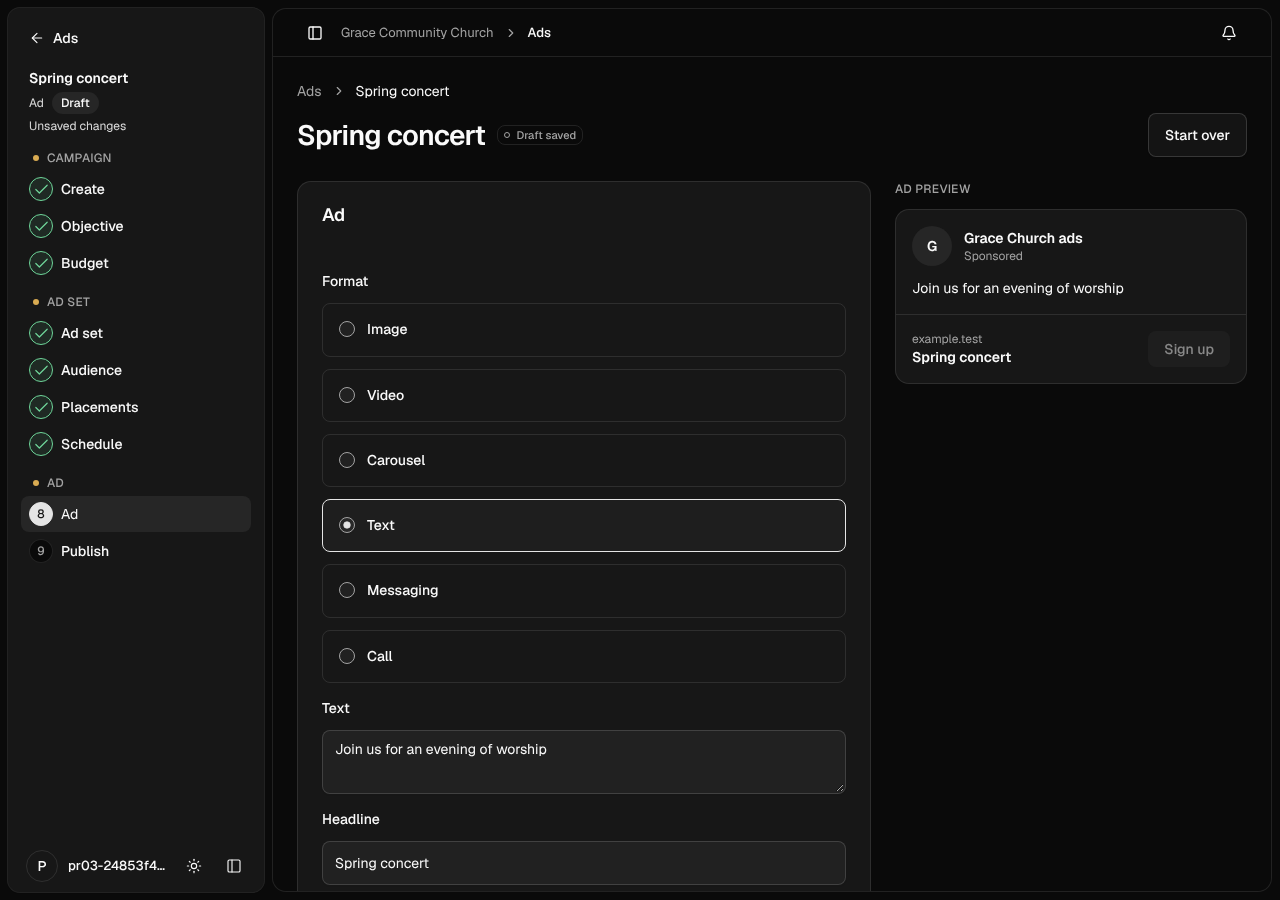 Ads
Spring concert
Ad Draft
Unsaved changes
CAMPAIGN
Create
Objective
Budget
AD SET
Ad set
Audience
Placements
Schedule
AD
8 Ad
9 Publish
P pr03-24853f4...
Grace Community Church Ads
Ads Spring concert
Spring concert Draft saved
Start over
Ad
Format
Image
Video
Carousel
Text
Messaging
Call
Text
Join us for an evening of worship
Headline
Spring concert
AD PREVIEW
G Grace Church ads
Sponsored
Join us for an evening of worship
example.test
Spring concert
Sign up